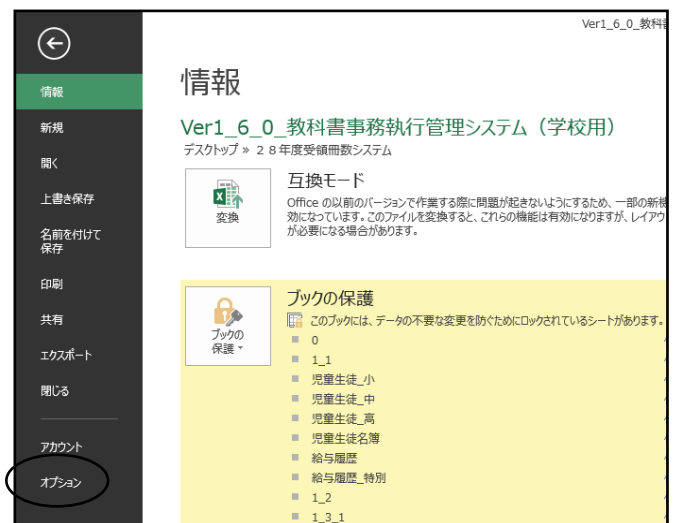 Ver1_6_0_教科
情報
情報
新規
開く
上書き保存
名前を付けて
保存
印刷
共有
エクスポート
閉じる
アカウント
オプション
Ver1_6_0_教科書事務執行管理システム（学校用）
デスクトップ » ２８年度受領冊数システム
変換
互換モード
Office の以前のバージョンで作業する際に問題が起きないようにするため、一部の新機
効になっています。このファイルを変換すると、これらの機能は有効になりますが、レイアウ
が必要になる場合があります。
ブックの
保護
ブックの保護
このブックには、データの不要な変更を防ぐためにロックされているシートがあります。
0
1_1
児童生徒_小
児童生徒_中
児童生徒_高
児童生徒名簿
給与履歴
給与履歴_特別
1_2
1_3_1